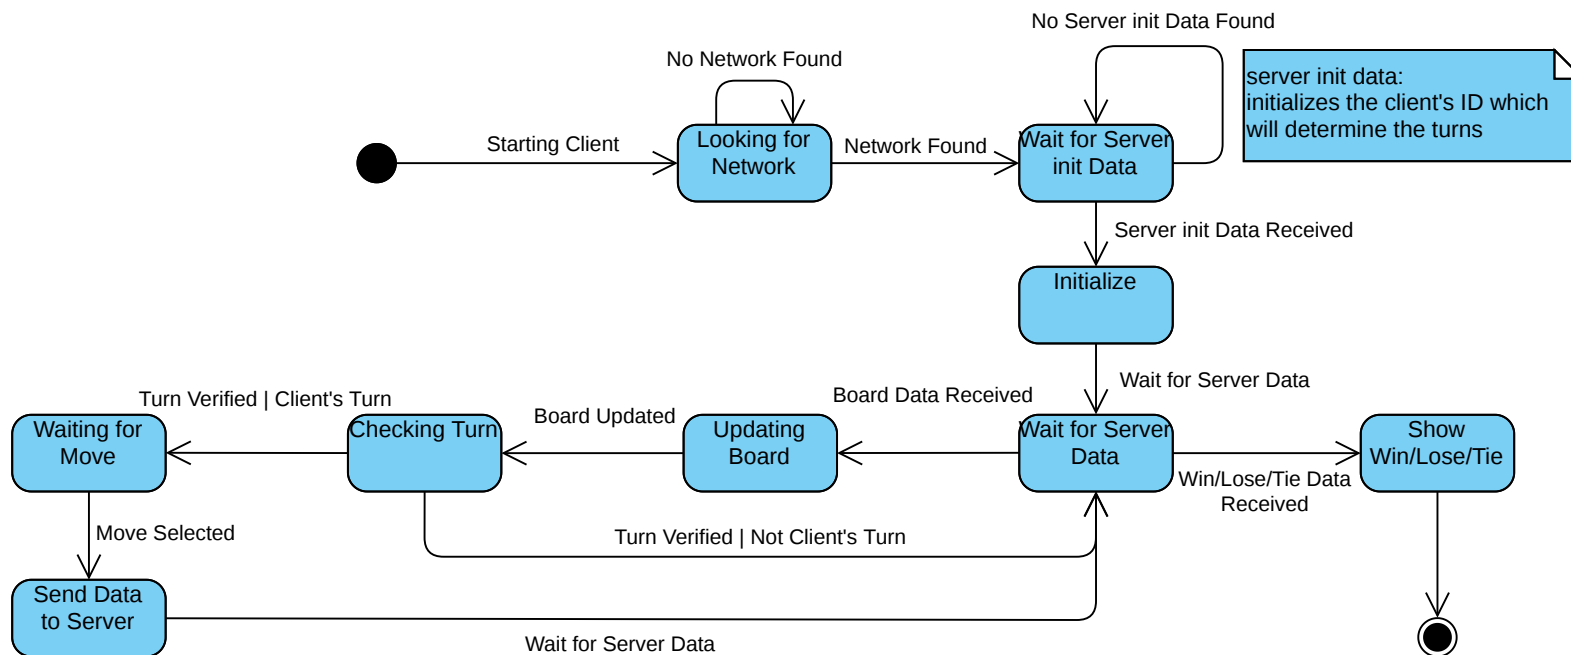 No Server init Data Found
No Network Found
server init data:
initializes the client's ID which
will determine the turns
Starting Client
Looking for
Network
Network Found
Wait for Server
init Data
Server init Data Received
Initialize
Wait for Server Data
Turn Verified | Client's Turn
Board Updated
Board Data Received
Waiting for
Move
Checking Turn
Updating
Board
Wait for Server
Data
Show
Win/Lose/Tie
Win/Lose/Tie Data
Received
Move Selected
Turn Verified | Not Client's Turn
Send Data
to Server
Wait for Server Data